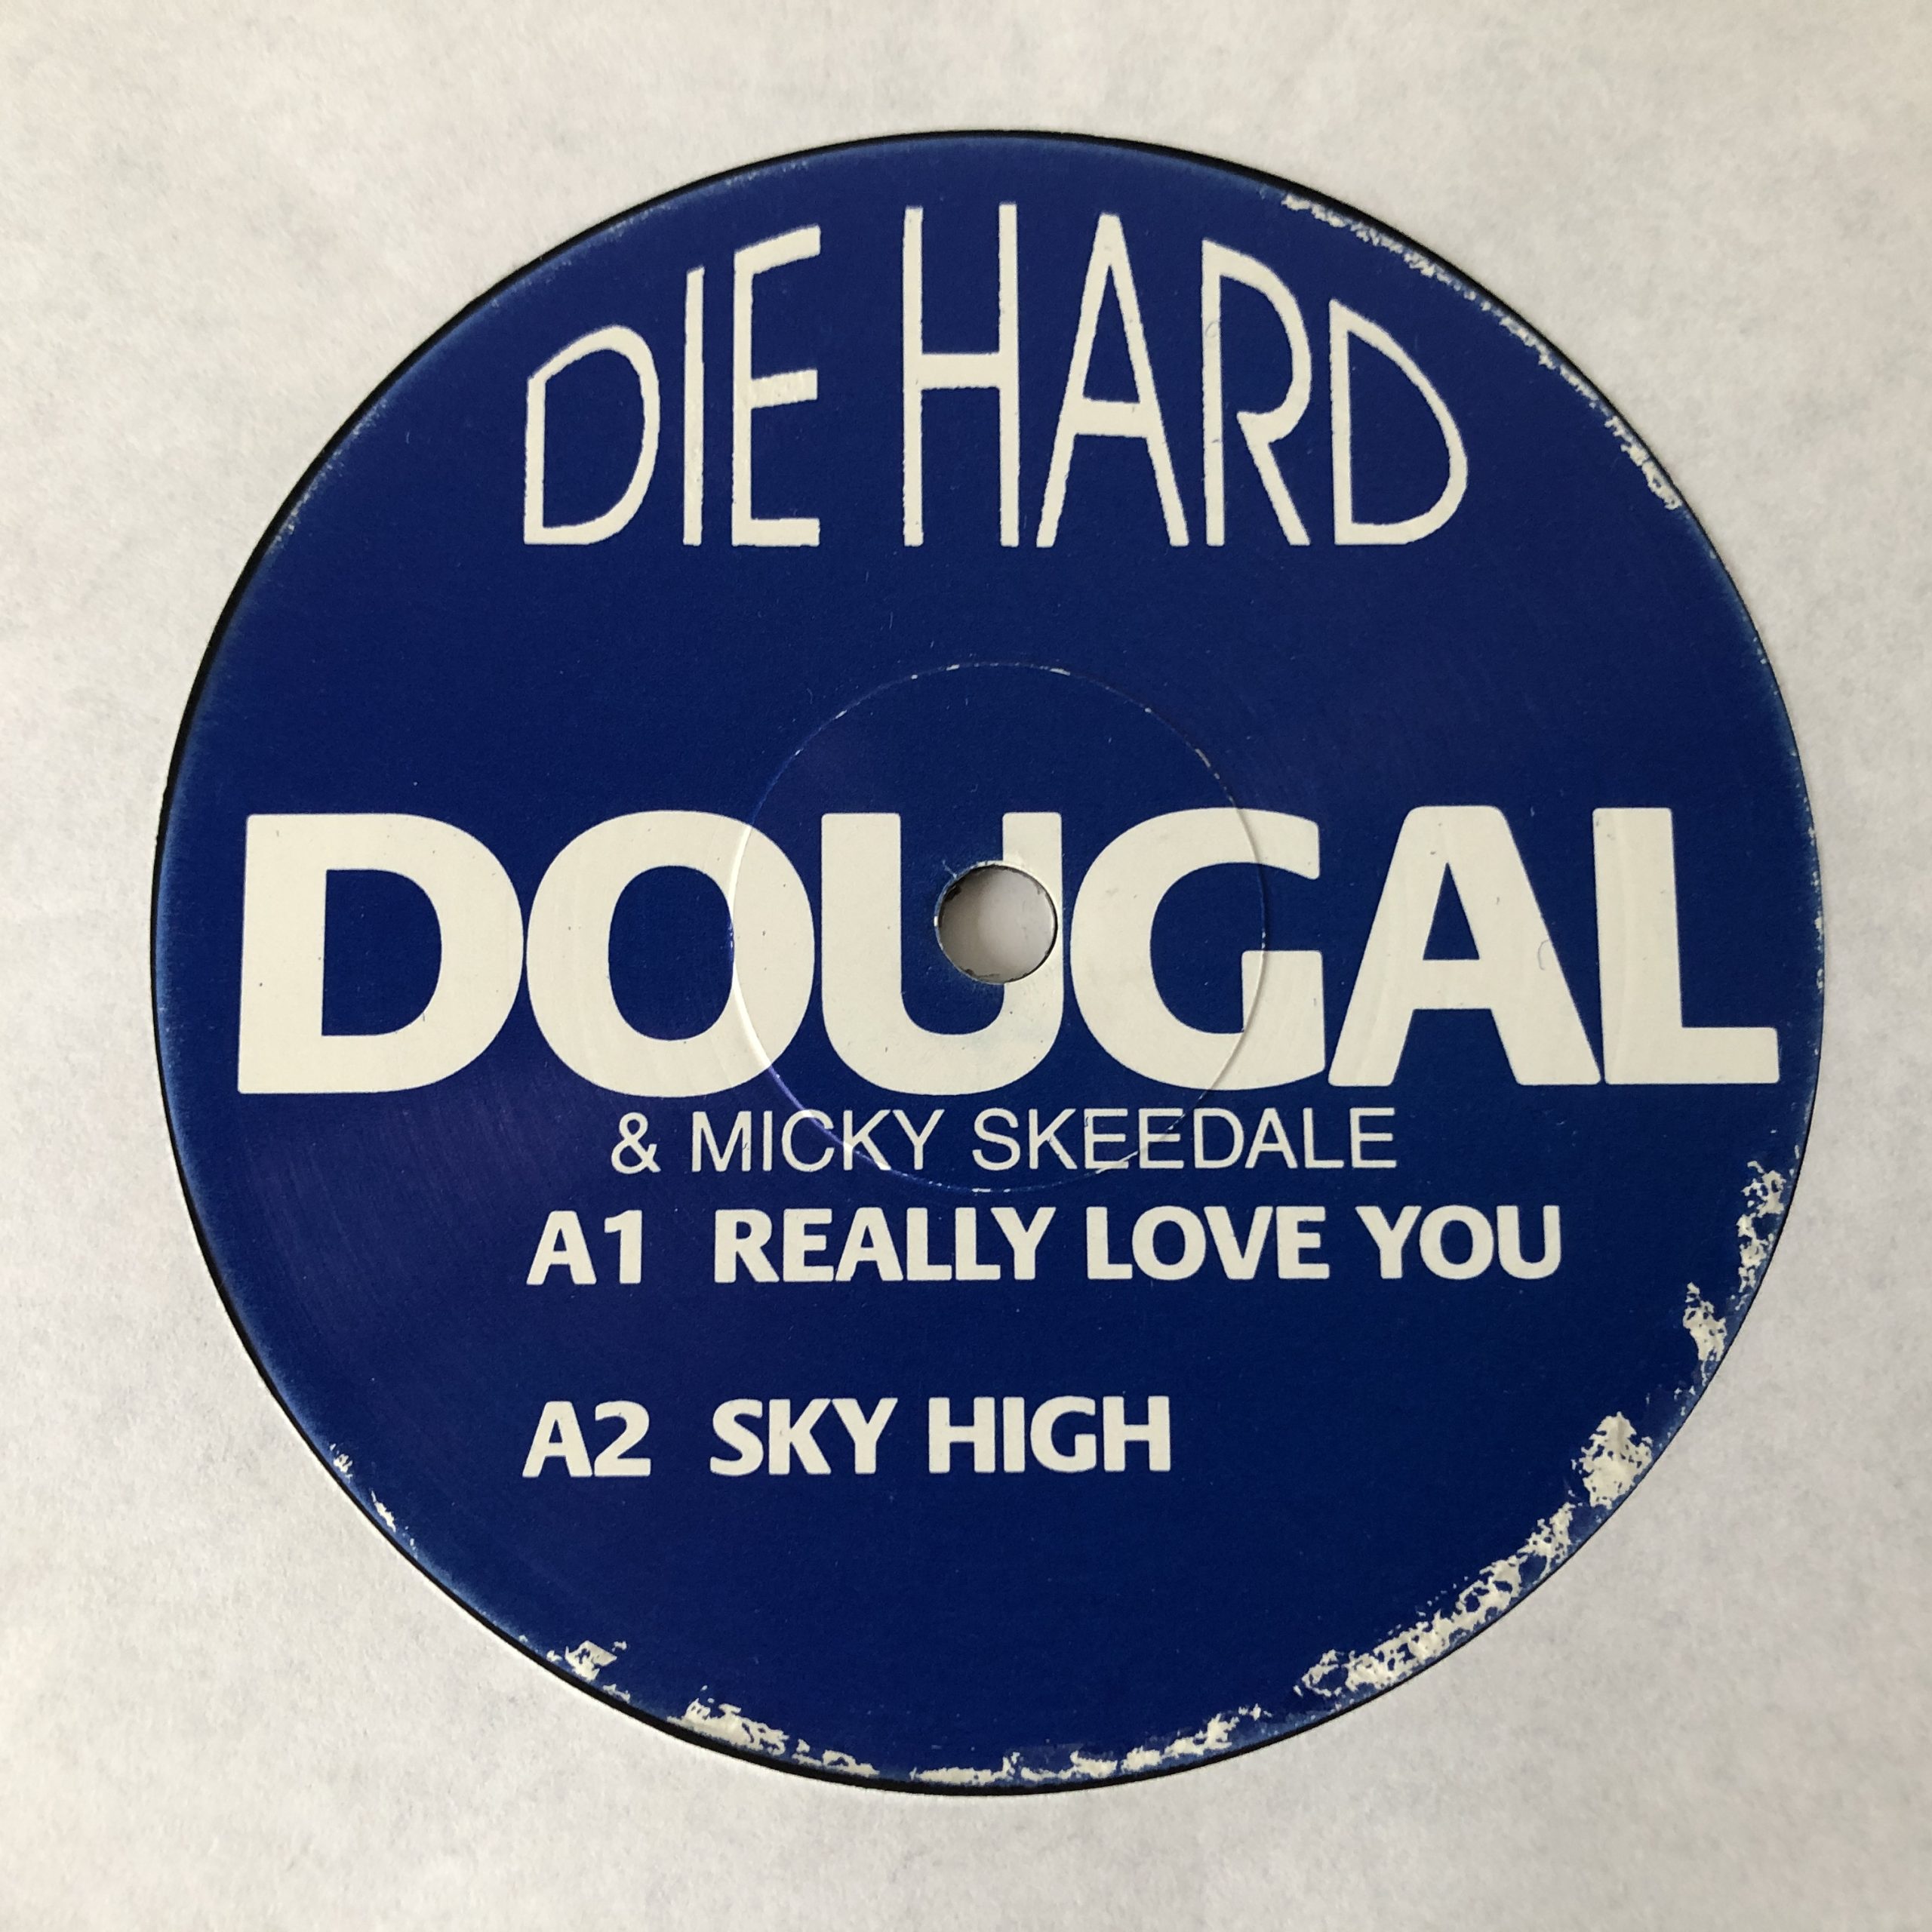 DIE HARD
DOUGAL
& MICKY SKEEDALE
A1 REALLY LOVE YOU
A2 SKY HIGH